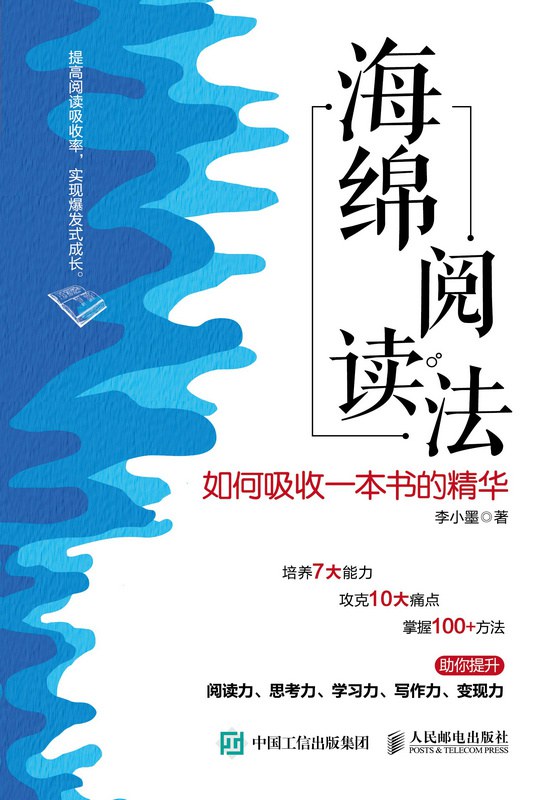 提高阅读吸收率，实现爆发式成长。
海绵
阅
读
法
如何吸收一本书的精华
李小墨◎著
培养7大能力
攻克10大痛点
掌握100+方法
助你提升
阅读力、思考力、学习力、写作力、变现力
中国工信出版集团
人民邮电出版社
POSTS & TELECOM PRESS